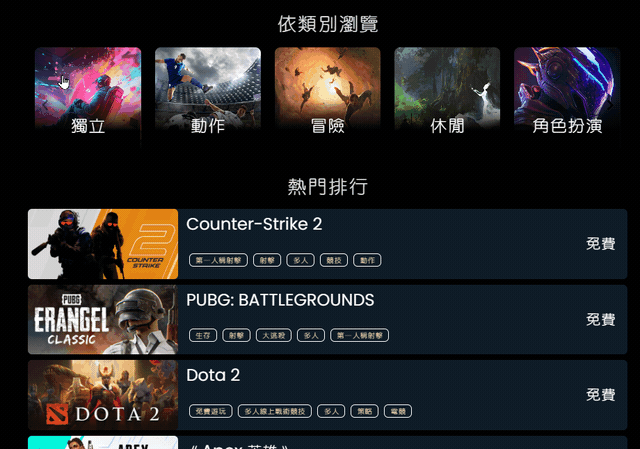 依類別瀏覽
獨立
動作
冒險
休閒
角色扮演
熱門排行
2
COUNTER
STRIKE
Counter-Strike 2
第一人稱射擊 射擊 多人 競技 動作
免費
PUBG
ERANGEL
CLASSIC
PUBG: BATTLEGROUNDS
生存 射擊 大逃殺 多人 第一人稱射擊
免費
DOTA 2
Dota 2
免費遊玩 多人線上戰術競技 多人 策略 電競
免費
APEX
《Apex 英雄》